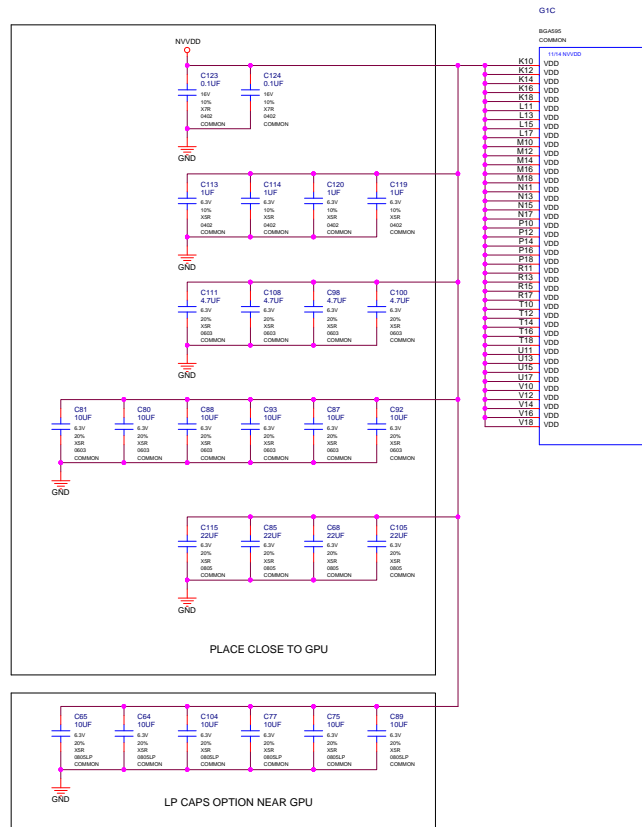 G1C
BGA595
COMMON
11/14 NVVDD
NVVDD
C123
0.1UF
16V
10%
X7R
0402
COMMON
C124
0.1UF
16V
10%
X7R
0402
COMMON
GND
C113
1UF
6.3V
10%
X5R
0402
COMMON
C114
1UF
6.3V
10%
X5R
0402
COMMON
C120
1UF
6.3V
10%
X5R
0402
COMMON
C119
1UF
6.3V
10%
X5R
0402
COMMON
GND
C111
4.7UF
6.3V
20%
X5R
0603
COMMON
C108
4.7UF
6.3V
20%
X5R
0603
COMMON
C98
4.7UF
6.3V
20%
X5R
0603
COMMON
C100
4.7UF
6.3V
20%
X5R
0603
COMMON
GND
C81
10UF
6.3V
20%
X5R
0603
COMMON
C80
10UF
6.3V
20%
X5R
0603
COMMON
C88
10UF
6.3V
20%
X5R
0603
COMMON
C93
10UF
6.3V
20%
X5R
0603
COMMON
C87
10UF
6.3V
20%
X5R
0603
COMMON
C92
10UF
6.3V
20%
X5R
0603
COMMON
GND
C115
22UF
6.3V
20%
X5R
0805
COMMON
C85
22UF
6.3V
20%
X5R
0805
COMMON
C68
22UF
6.3V
20%
X5R
0805
COMMON
C105
22UF
6.3V
20%
X5R
0805
COMMON
GND
PLACE CLOSE TO GPU
C65
10UF
6.3V
20%
X5R
0805LP
COMMON
C64
10UF
6.3V
20%
X5R
0805LP
COMMON
C104
10UF
6.3V
20%
X5R
0805LP
COMMON
C77
10UF
6.3V
20%
X5R
0805LP
COMMON
C75
10UF
6.3V
20%
X5R
0805LP
COMMON
C89
10UF
6.3V
20%
X5R
0805LP
COMMON
GND
LP CAPS OPTION NEAR GPU
K10 VDD
K12 VDD
K14 VDD
K16 VDD
K18 VDD
L11 VDD
L13 VDD
L15 VDD
L17 VDD
M10 VDD
M12 VDD
M14 VDD
M16 VDD
M18 VDD
N11 VDD
N13 VDD
N15 VDD
N17 VDD
P10 VDD
P12 VDD
P14 VDD
P16 VDD
P18 VDD
R11 VDD
R13 VDD
R15 VDD
R17 VDD
T10 VDD
T12 VDD
T14 VDD
T16 VDD
T18 VDD
U11 VDD
U13 VDD
U15 VDD
U17 VDD
V10 VDD
V12 VDD
V14 VDD
V16 VDD
V18 VDD